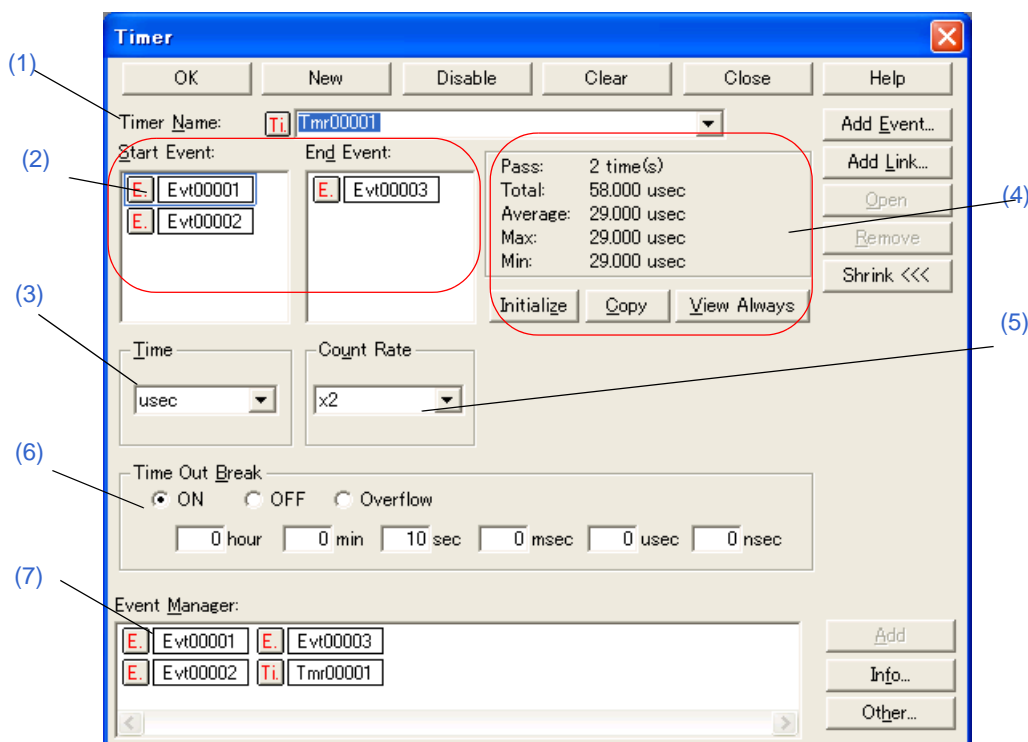 Timer
OK New Disable Clear Close Help
(1)
Timer Name: Ti. Tmr00001 Add Event...
Start Event: End Event:
(2)
E. Evt00001
E. Evt00002
E. Evt00003
Pass: 2 time(s)
Total: 58.000 usec
Average: 29.000 usec
Max: 29.000 usec
Min: 29.000 usec
Add Link...
Open
(4)
Remove
Shrink <<<
Initialize Copy View Always
(3)
(5)
Time Count Rate
usec x2
(6)
Time Out Break
ON OFF Overflow
0 hour 0 min 10 sec 0 msec 0 usec 0 nsec
(7)
Event Manager:
E. Evt00001 E. Evt00003
E. Evt00002 Ti. Tmr00001
Add
Info...
Other...